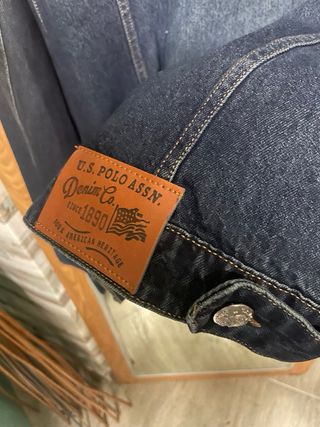 U.S. POLO ASSN.
Denim Co.
SINCE 1890
100% AMERICAN HERITAGE